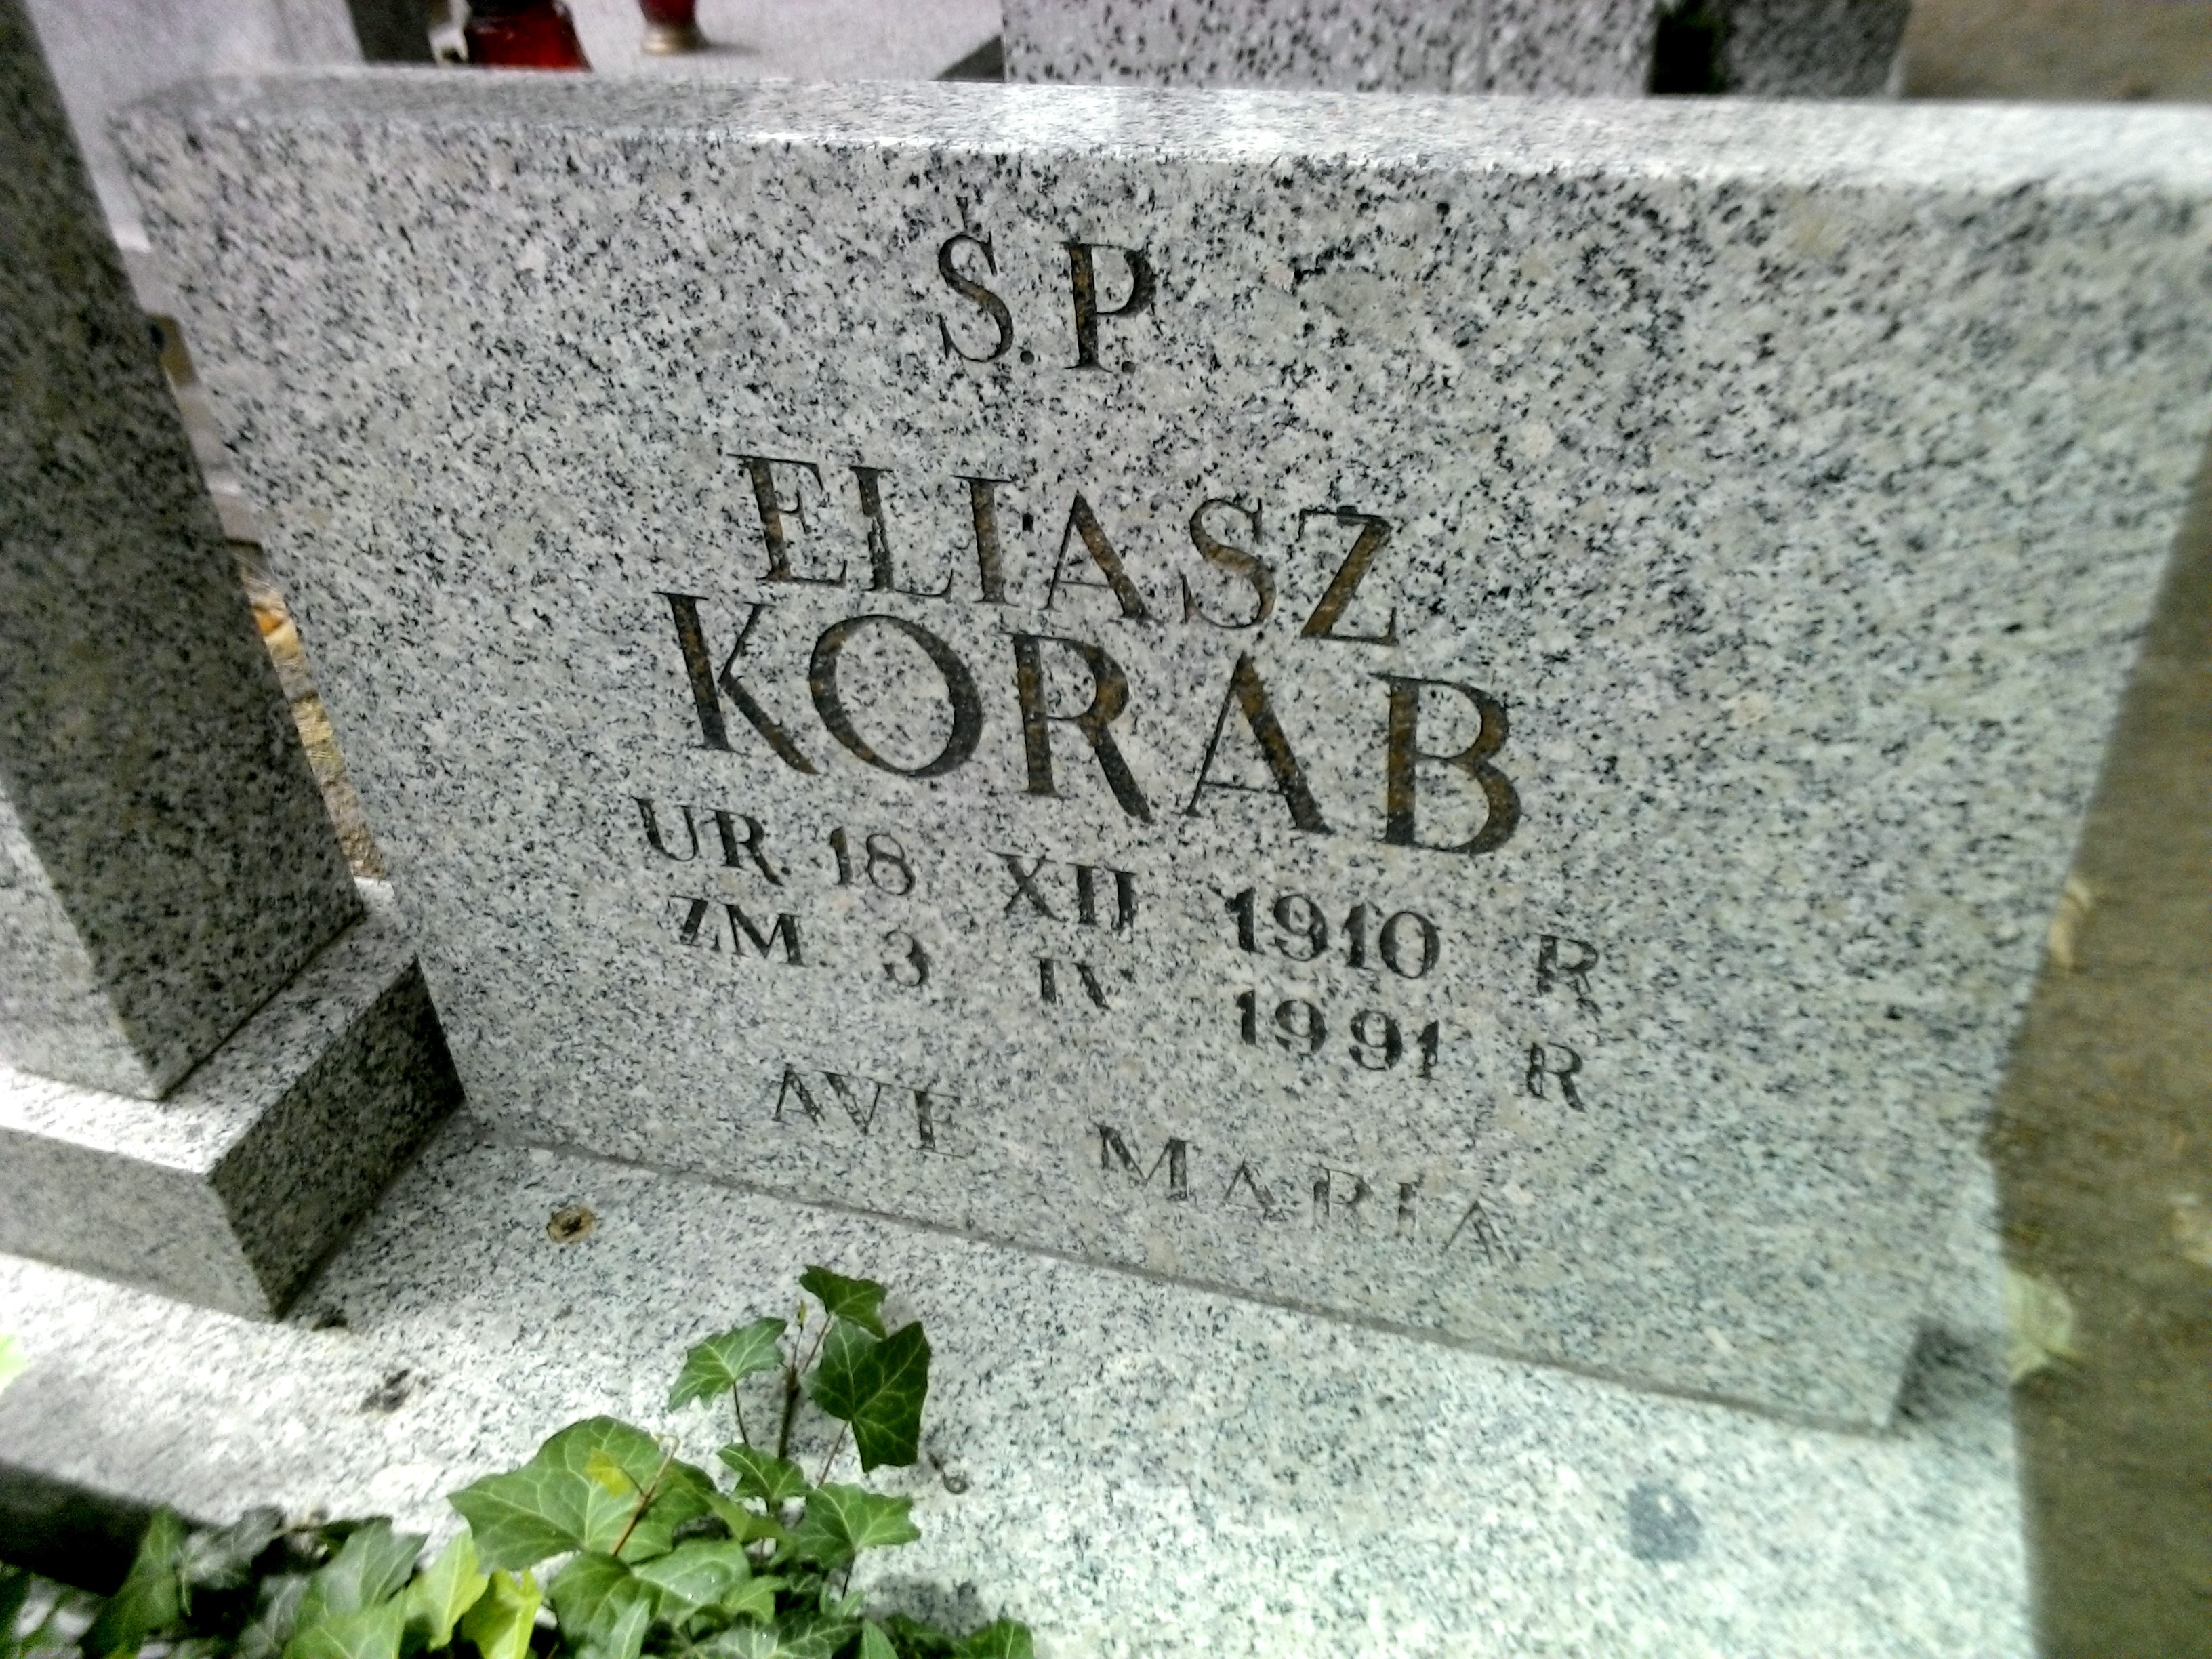 Ś.P.
ELIASZ
KORAB
UR. 18 XII 1910 R
ZM 3 IV 1991 R
AVE MARIA